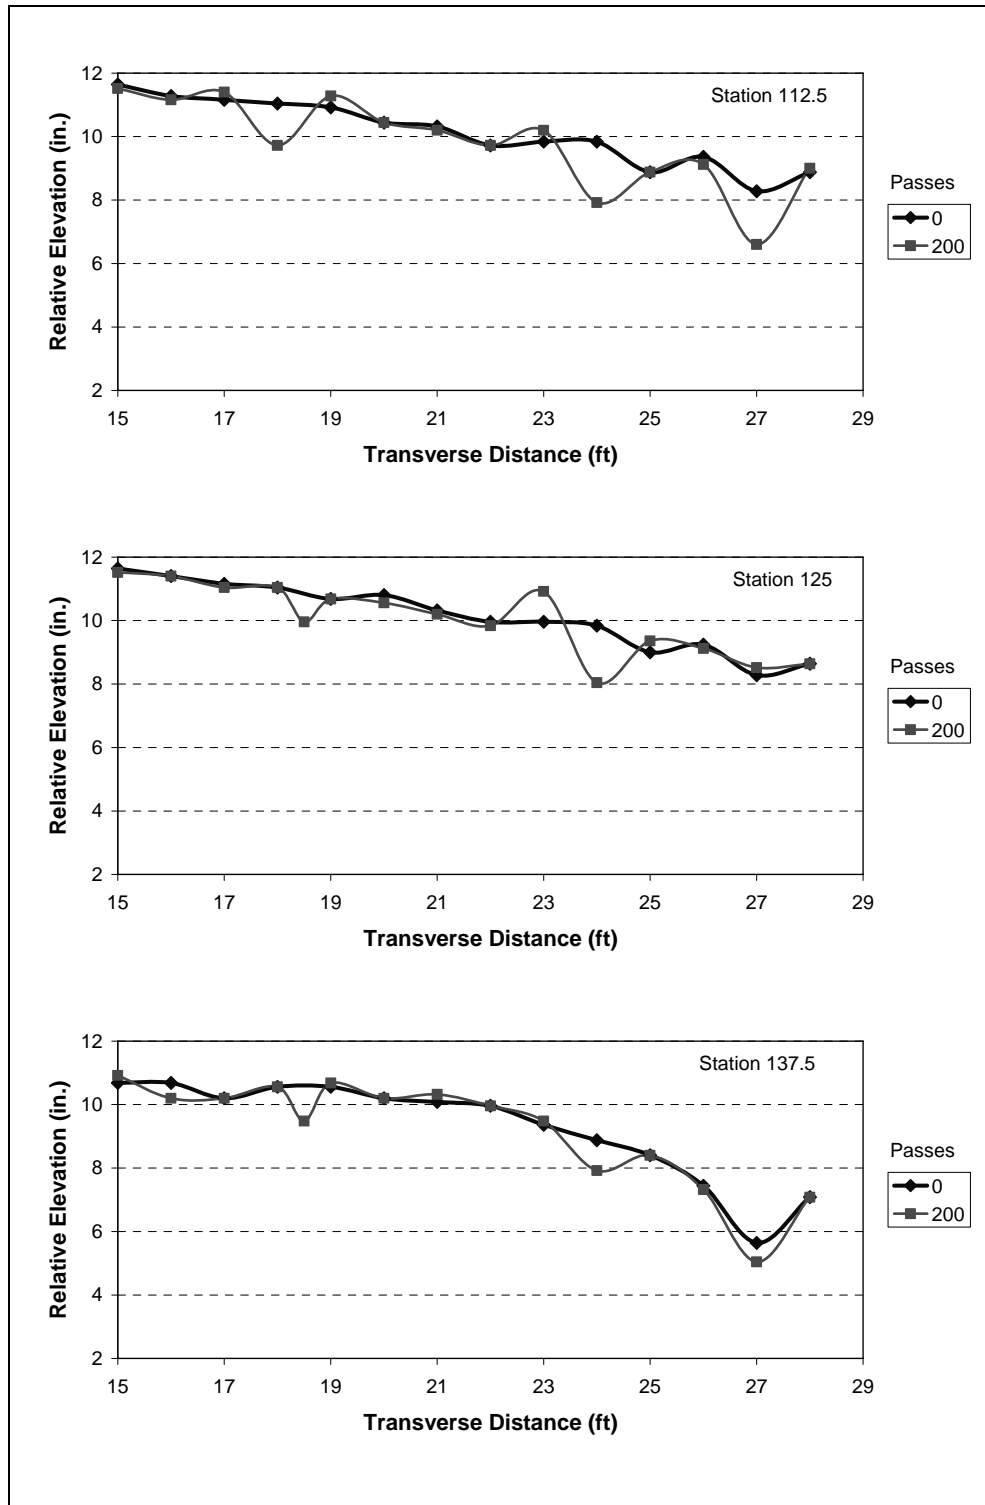 Station 112.5
Relative Elevation (in.)
12
10
8
6
4
2
15 17 19 21 23 25 27 29
Transverse Distance (ft)
Passes
0
200
Station 125
Relative Elevation (in.)
12
10
8
6
4
2
15 17 19 21 23 25 27 29
Transverse Distance (ft)
Passes
0
200
Station 137.5
Relative Elevation (in.)
12
10
8
6
4
2
15 17 19 21 23 25 27 29
Transverse Distance (ft)
Passes
0
200